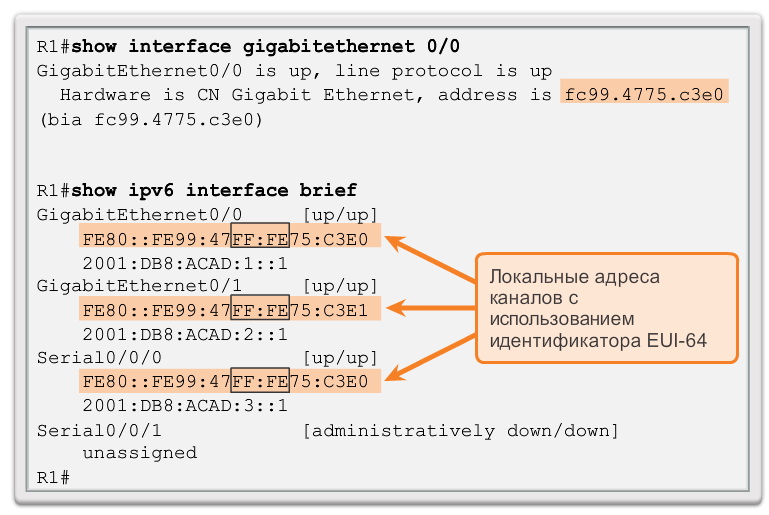 R1#show interface gigabitethernet 0/0
GigabitEthernet0/0 is up, line protocol is up
Hardware is CN Gigabit Ethernet, address is fc99.4775.c3e0
(bia fc99.4775.c3e0)
R1#show ipv6 interface brief
GigabitEthernet0/0 [up/up]
FE80::FE99:47FF:FE75:C3E0
2001:DB8:ACAD:1::1
GigabitEthernet0/1 [up/up]
FE80::FE99:47FF:FE75:C3E1
2001:DB8:ACAD:2::1
Serial0/0/0 [up/up]
FE80::FE99:47FF:FE75:C3E0
2001:DB8:ACAD:3::1
Serial0/0/1 [administratively down/down]
unassigned
R1#
Локальные адреса
каналов с
использованием
идентификатора EUI-64